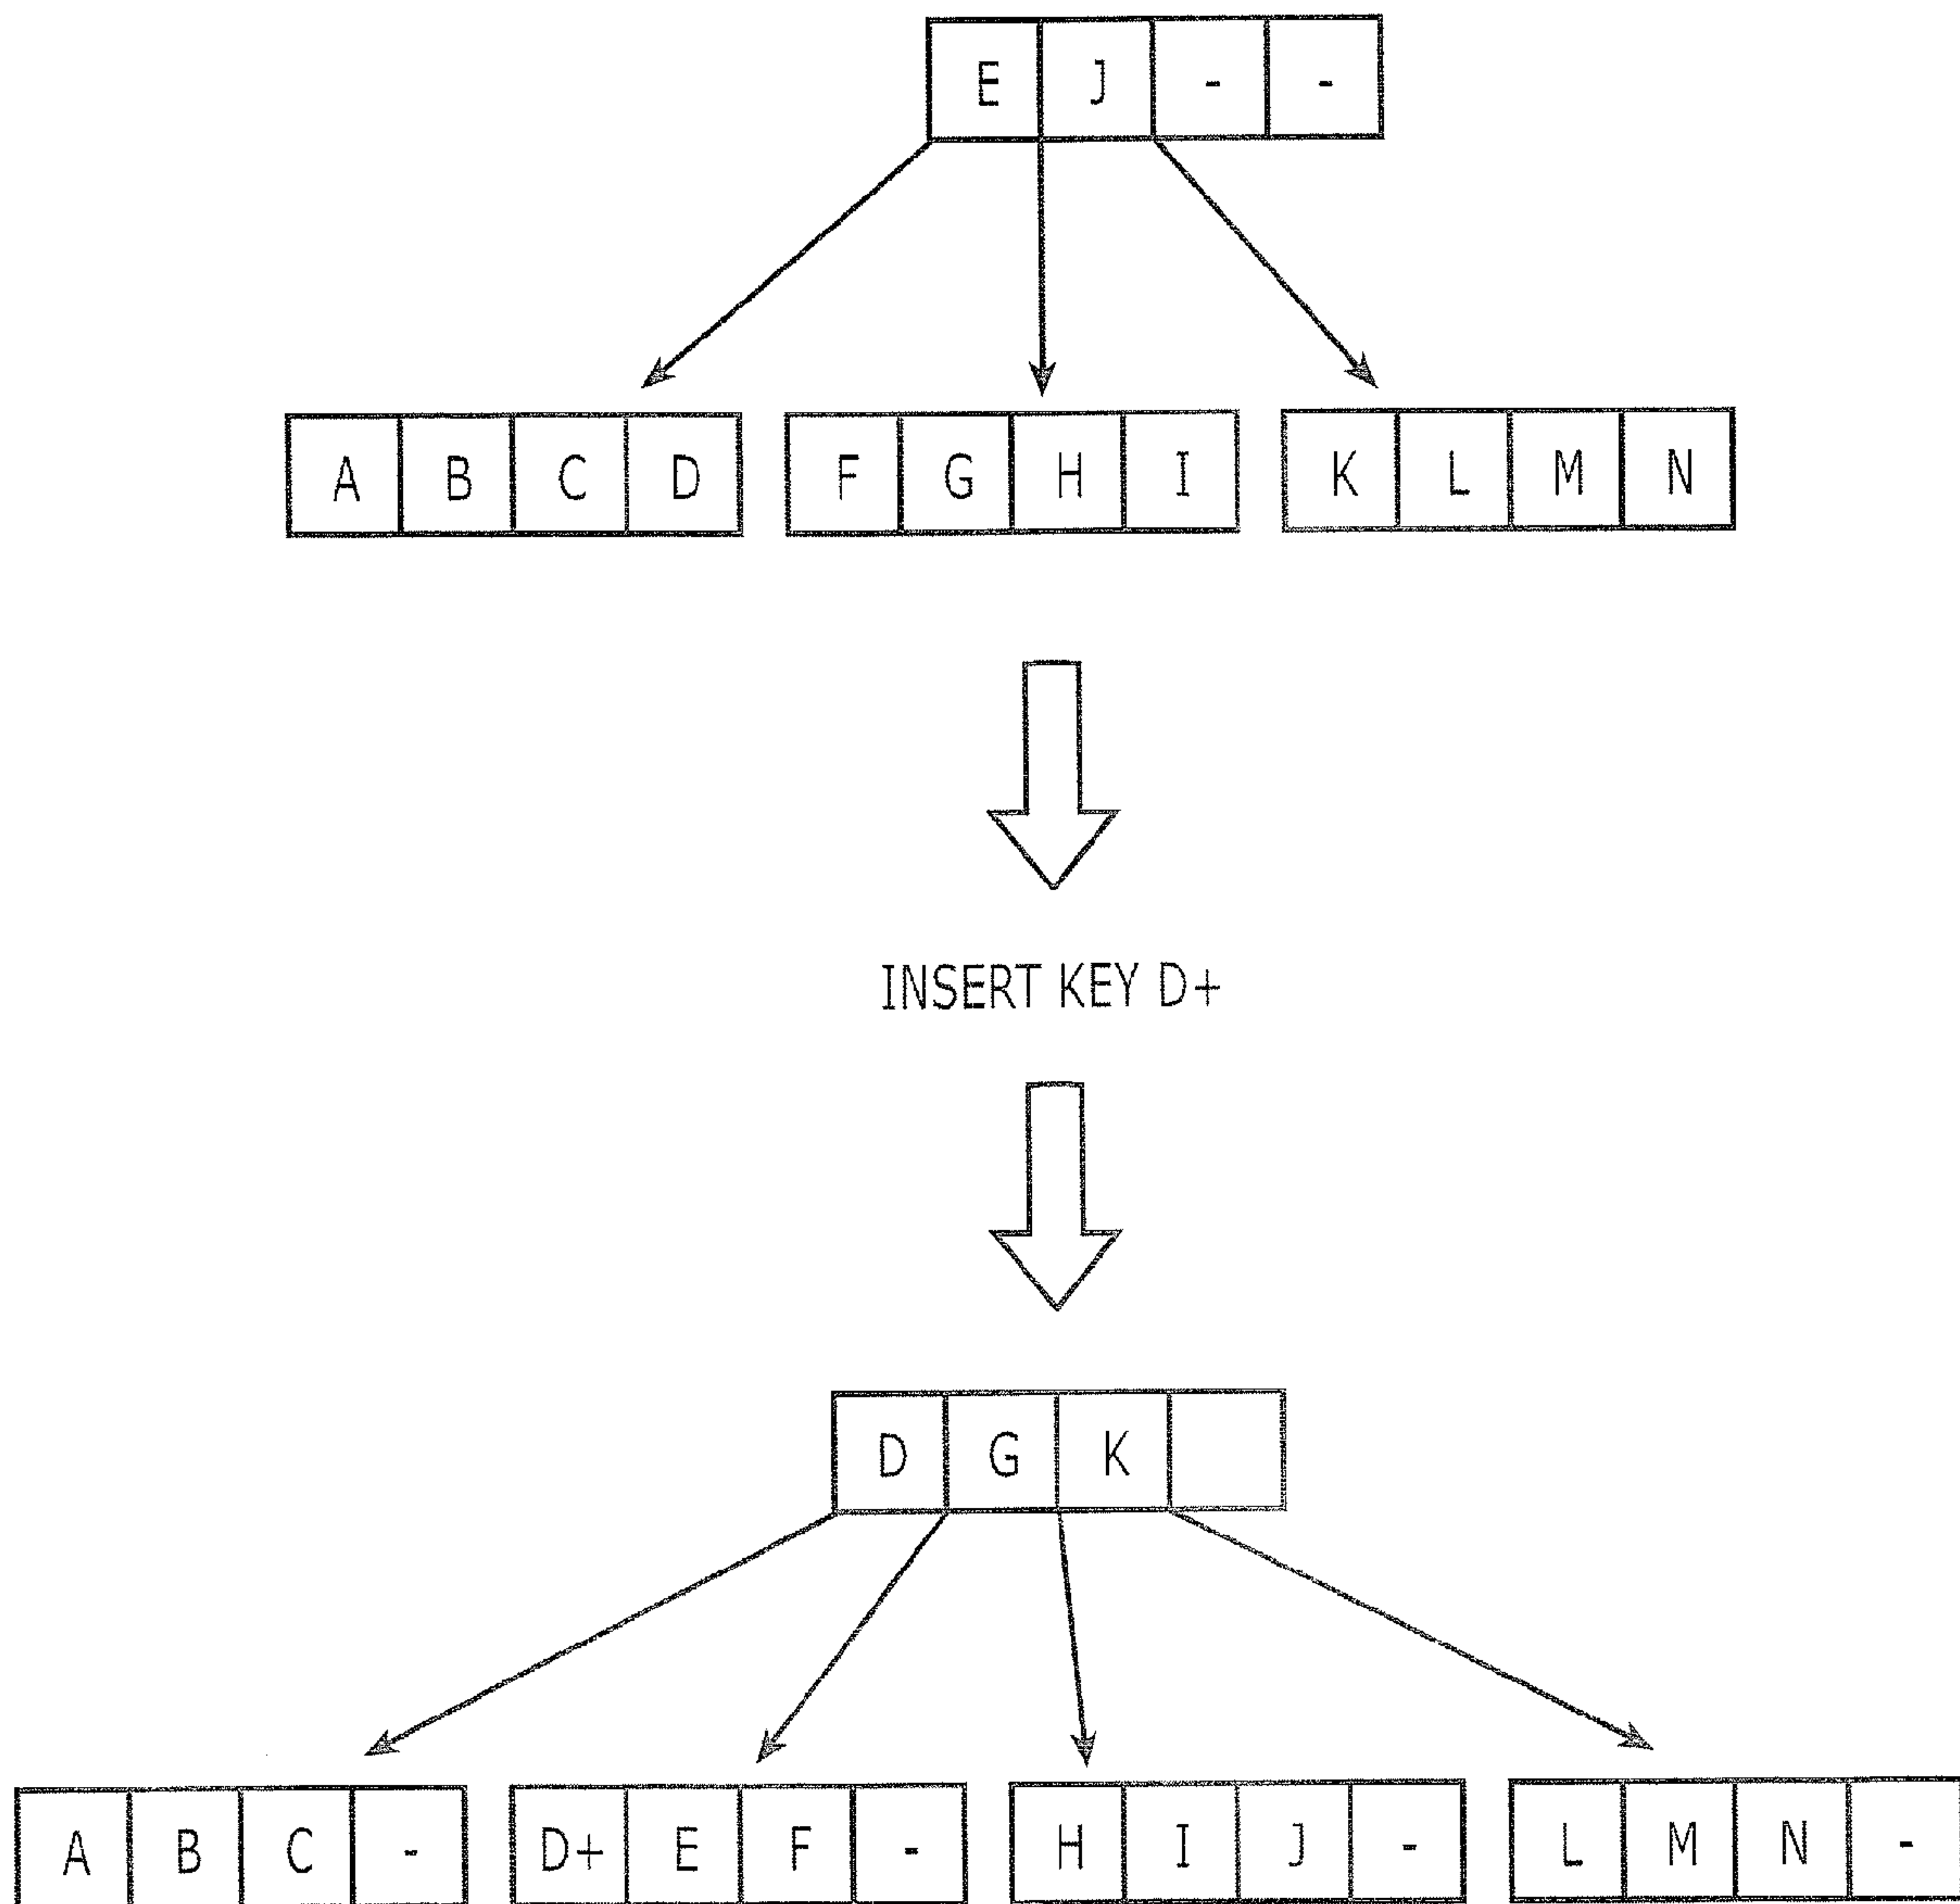 E J - -
A B C D F G H I K L M N
INSERT KEY D+
D G K
A B C - D+ E F - H I J - L M N -